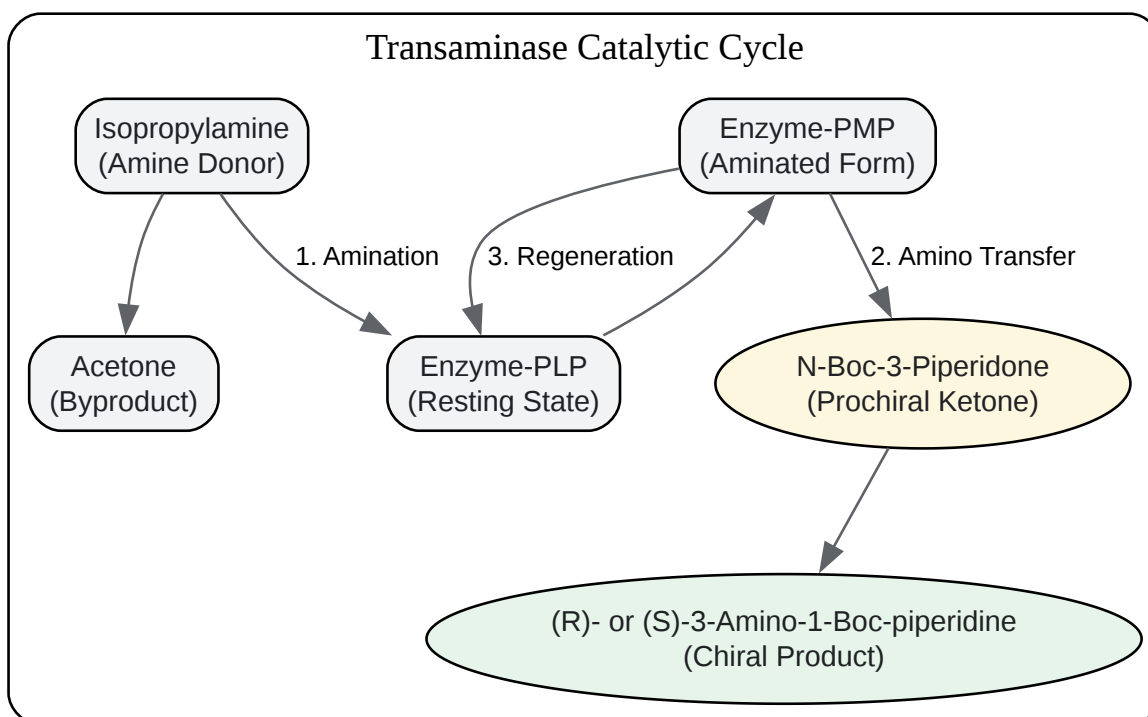 Transaminase Catalytic Cycle
Isopropylamine
(Amine Donor)
Enzyme-PMP
(Aminated Form)
1. Amination
3. Regeneration
2. Amino Transfer
Acetone
(Byproduct)
Enzyme-PLP
(Resting State)
N-Boc-3-Piperidone
(Prochiral Ketone)
(R)- or (S)-3-Amino-1-Boc-piperidine
(Chiral Product)